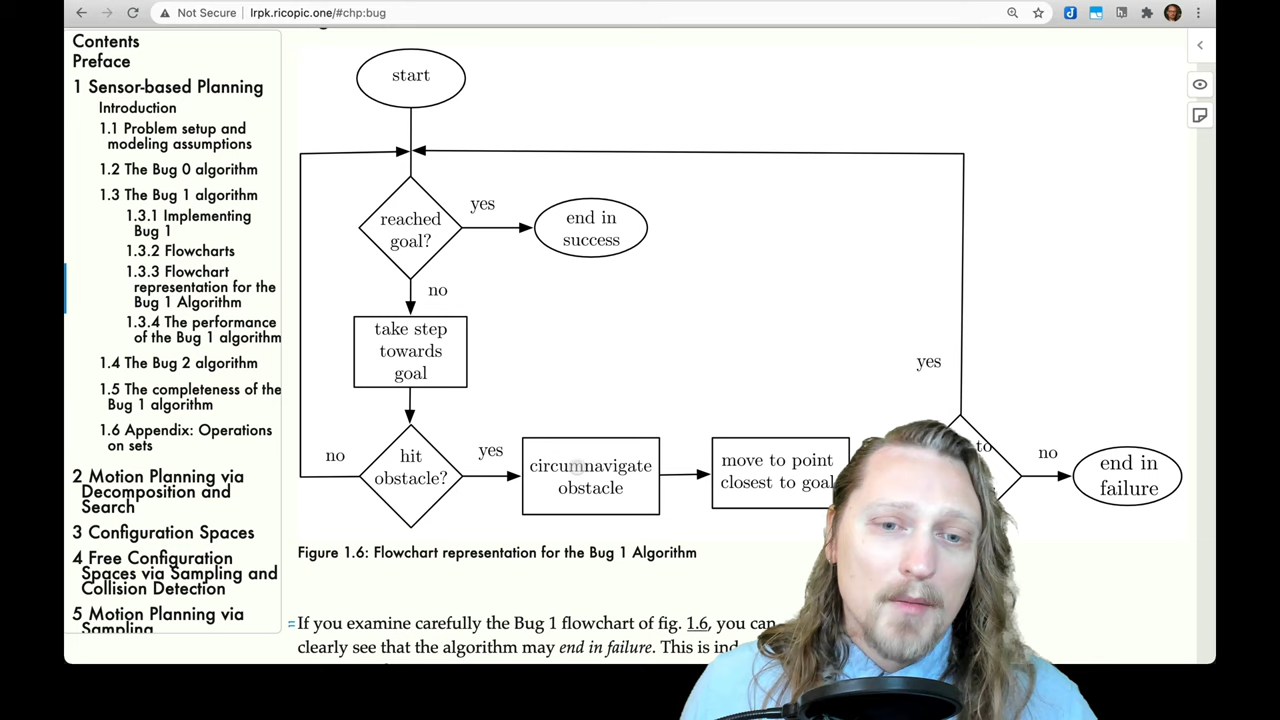 Not Secure
lrpk.ricopic.one/#chp:bug
Contents
Preface
1 Sensor-based Planning
Introduction
1.1 Problem setup and
modeling assumptions
1.2 The Bug 0 algorithm
1.3 The Bug 1 algorithm
1.3.1 Implementing
Bug 1
1.3.2 Flowcharts
1.3.3 Flowchart
representation for the
Bug 1 Algorithm
1.3.4 The performance
of the Bug 1 algorithm
1.4 The Bug 2 algorithm
1.5 The completeness of the
Bug 1 algorithm
1.6 Appendix: Operations
on sets
2 Motion Planning via
Decomposition and
Search
3 Configuration Spaces
4 Free Configuration
Spaces via Sampling and
Collision Detection
5 Motion Planning via
Sampling
start
reached
goal?
yes
end in
success
no
take step
towards
goal
hit
obstacle?
no
yes
circumnavigate
obstacle
move to point
closest to goal
to
yes
no
end in
failure
Figure 1.6: Flowchart representation for the Bug 1 Algorithm
If you examine carefully the Bug 1 flowchart of fig. 1.6, you can
clearly see that the algorithm may end in failure. This is